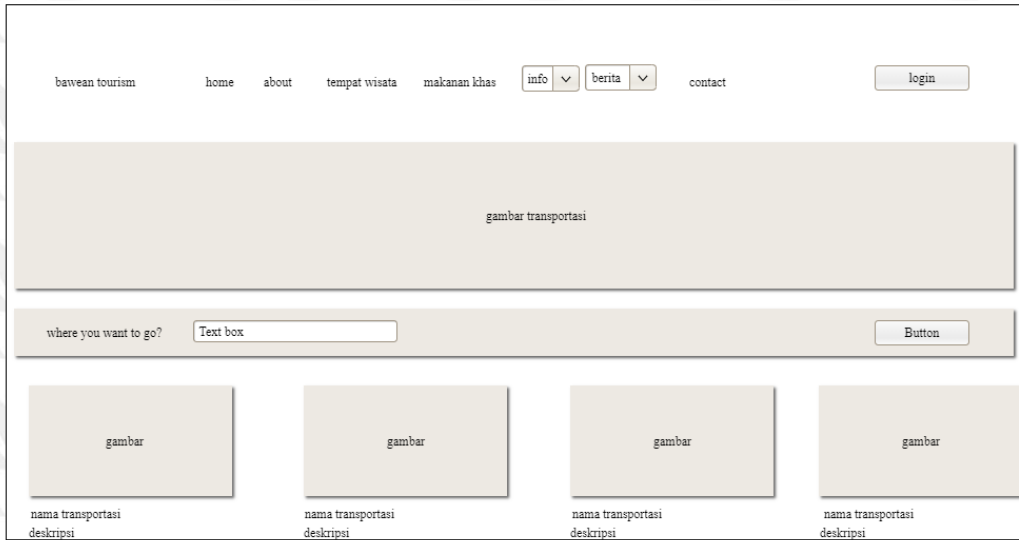 bawean tourism home about tempat wisata makanan khas info berita contact login
gambar transportasi
where you want to go? Text box Button
gambar gambar gambar gambar
nama transportasi nama transportasi nama transportasi nama transportasi
deskripsi deskripsi deskripsi deskripsi